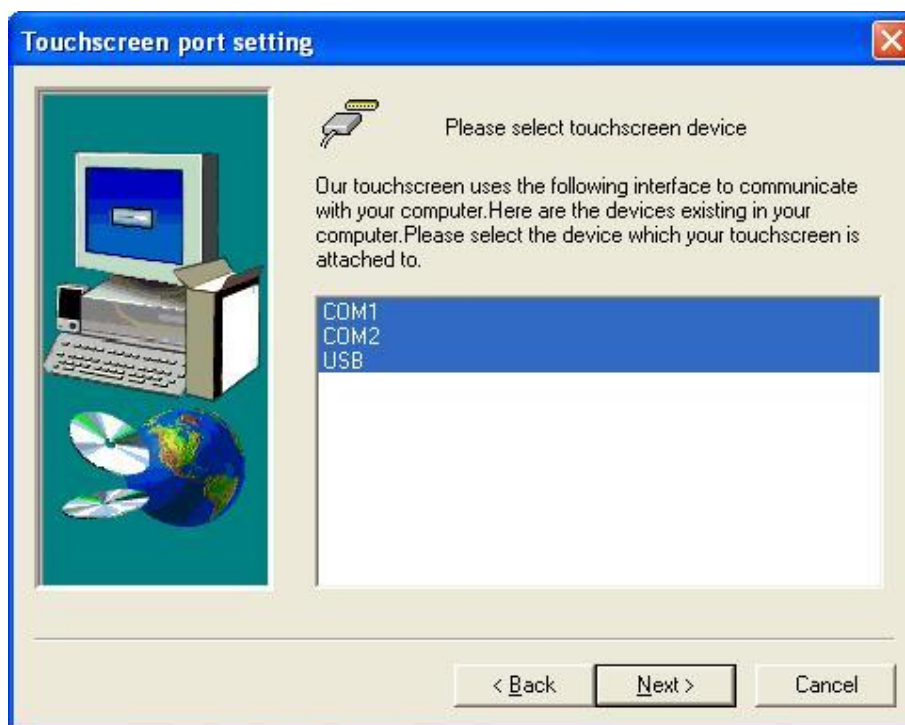 Touchscreen port setting
Please select touchscreen device
Our touchscreen uses the following interface to communicate
with your computer.Here are the devices existing in your
computer.Please select the device which your touchscreen is
attached to.
COM1
COM2
USB
< Back
Next >
Cancel